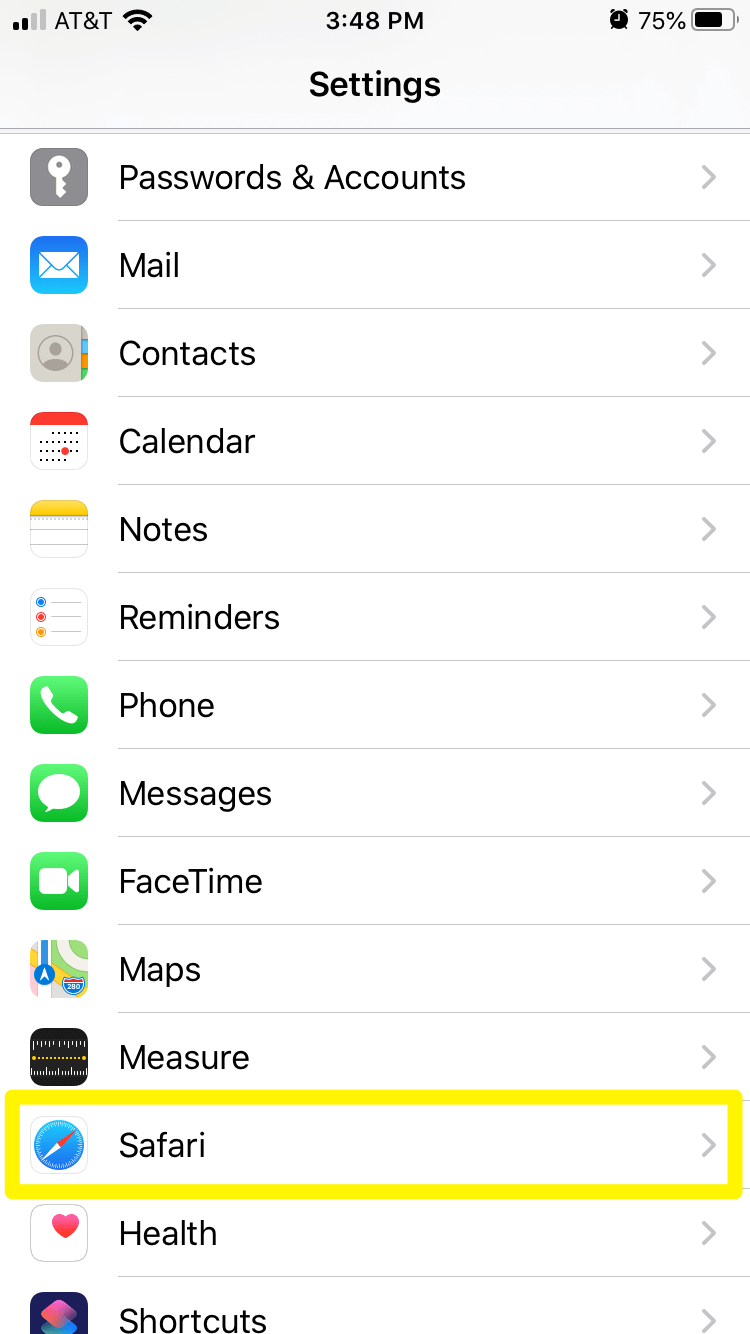 AT&T 3:48 PM 75%
Settings
Passwords & Accounts
Mail
Contacts
Calendar
Notes
Reminders
Phone
Messages
FaceTime
Maps
280
Measure
Safari
Health
Shortcuts